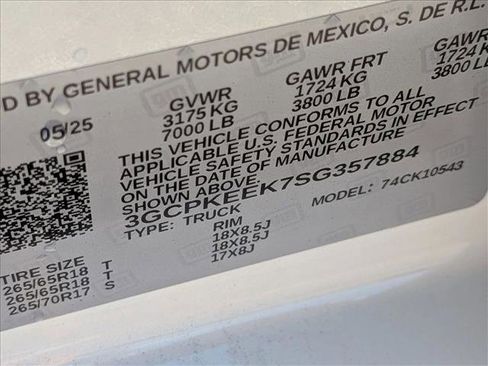 D BY GENERAL MOTORS DE MEXICO, S. DE R.L.
05/25
GVWR
3175 KG
7000 LB
GAWR FRT
1724 KG
3800 LB
GAWR
1724 KG
3800 LB
THIS VEHICLE CONFORMS TO ALL
APPLICABLE U.S. FEDERAL MOTOR
VEHICLE SAFETY STANDARDS IN EFFECT
ON THE DATE OF MANUFACTURE
SHOWN ABOVE.
3GCPKEEK7SG357884
TYPE: TRUCK
MODEL: 74CK10543
TIRE SIZE
RIM
265/65R18 T 18X8.5J
265/65R18 T 18X8.5J
265/70R17 S 17X8J